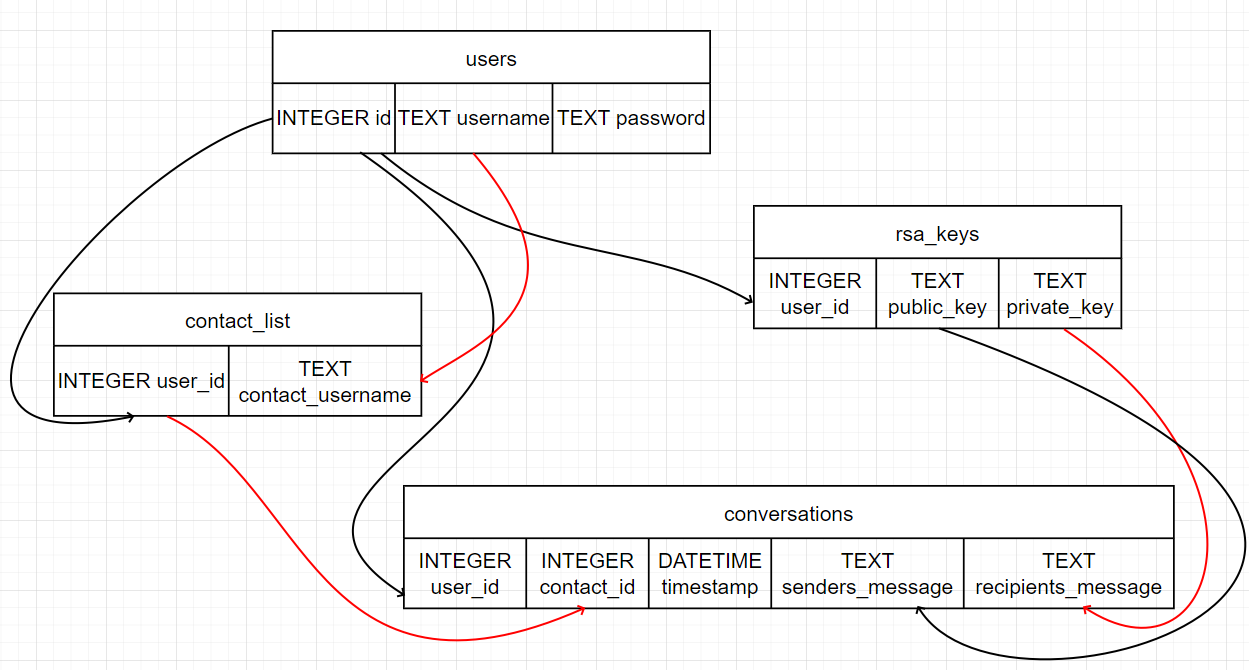 users
INTEGER id
TEXT username
TEXT password
rsa_keys
INTEGER
user_id
TEXT
public_key
TEXT
private_key
contact_list
INTEGER user_id
TEXT
contact_username
conversations
INTEGER
user_id
INTEGER
contact_id
DATETIME
timestamp
TEXT
senders_message
TEXT
recipients_message